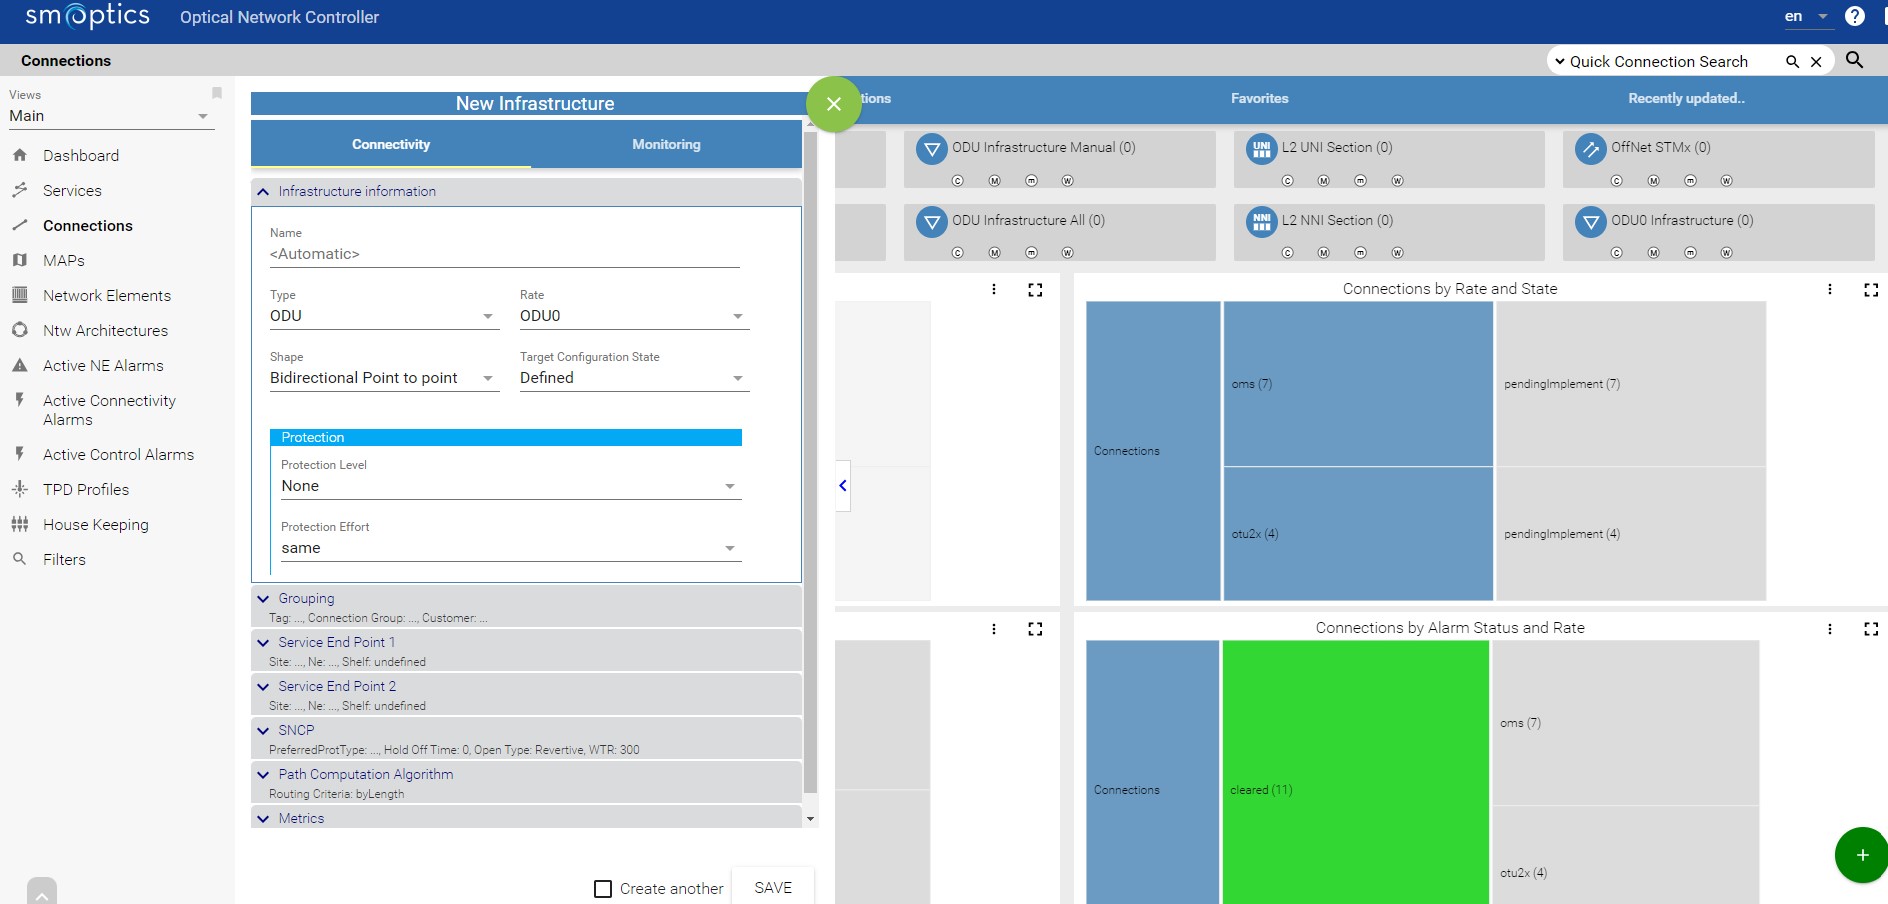 smoptics
Optical Network Controller
en
?
Connections
Quick Connection Search
Views
Main
Dashboard
Services
Connections
MAPs
Network Elements
Ntw Architectures
Active NE Alarms
Active Connectivity
Alarms
Active Control Alarms
TPD Profiles
House Keeping
Filters
New Infrastructure
Connectivity
Monitoring
Infrastructure information
Name
<Automatic>
Type
Rate
ODU
ODU0
Shape
Target Configuration State
Bidirectional Point to point
Defined
Protection
Protection Level
None
Protection Effort
same
Grouping
Tag: ..., Connection Group: ..., Customer: ...
Service End Point 1
Site: ..., Ne: ..., Shelf: undefined
Service End Point 2
Site: ..., Ne: ..., Shelf: undefined
SNCP
PreferredProtType: ..., Hold Off Time: 0, Open Type: Revertive, WTR: 300
Path Computation Algorithm
Routing Criteria: byLength
Metrics
Create another
SAVE
tions
Favorites
Recently updated..
ODU Infrastructure Manual (0)
C M m W
UNI
L2 UNI Section (0)
C M m W
OffNet STMx (0)
C M m W
ODU Infrastructure All (0)
C M m W
NNI
L2 NNI Section (0)
C M m W
ODU0 Infrastructure (0)
C M m W
Connections by Rate and State
Connections
oms (7)
pendingImplement (7)
otu2x (4)
pendingImplement (4)
Connections by Alarm Status and Rate
Connections
cleared (11)
oms (7)
otu2x (4)